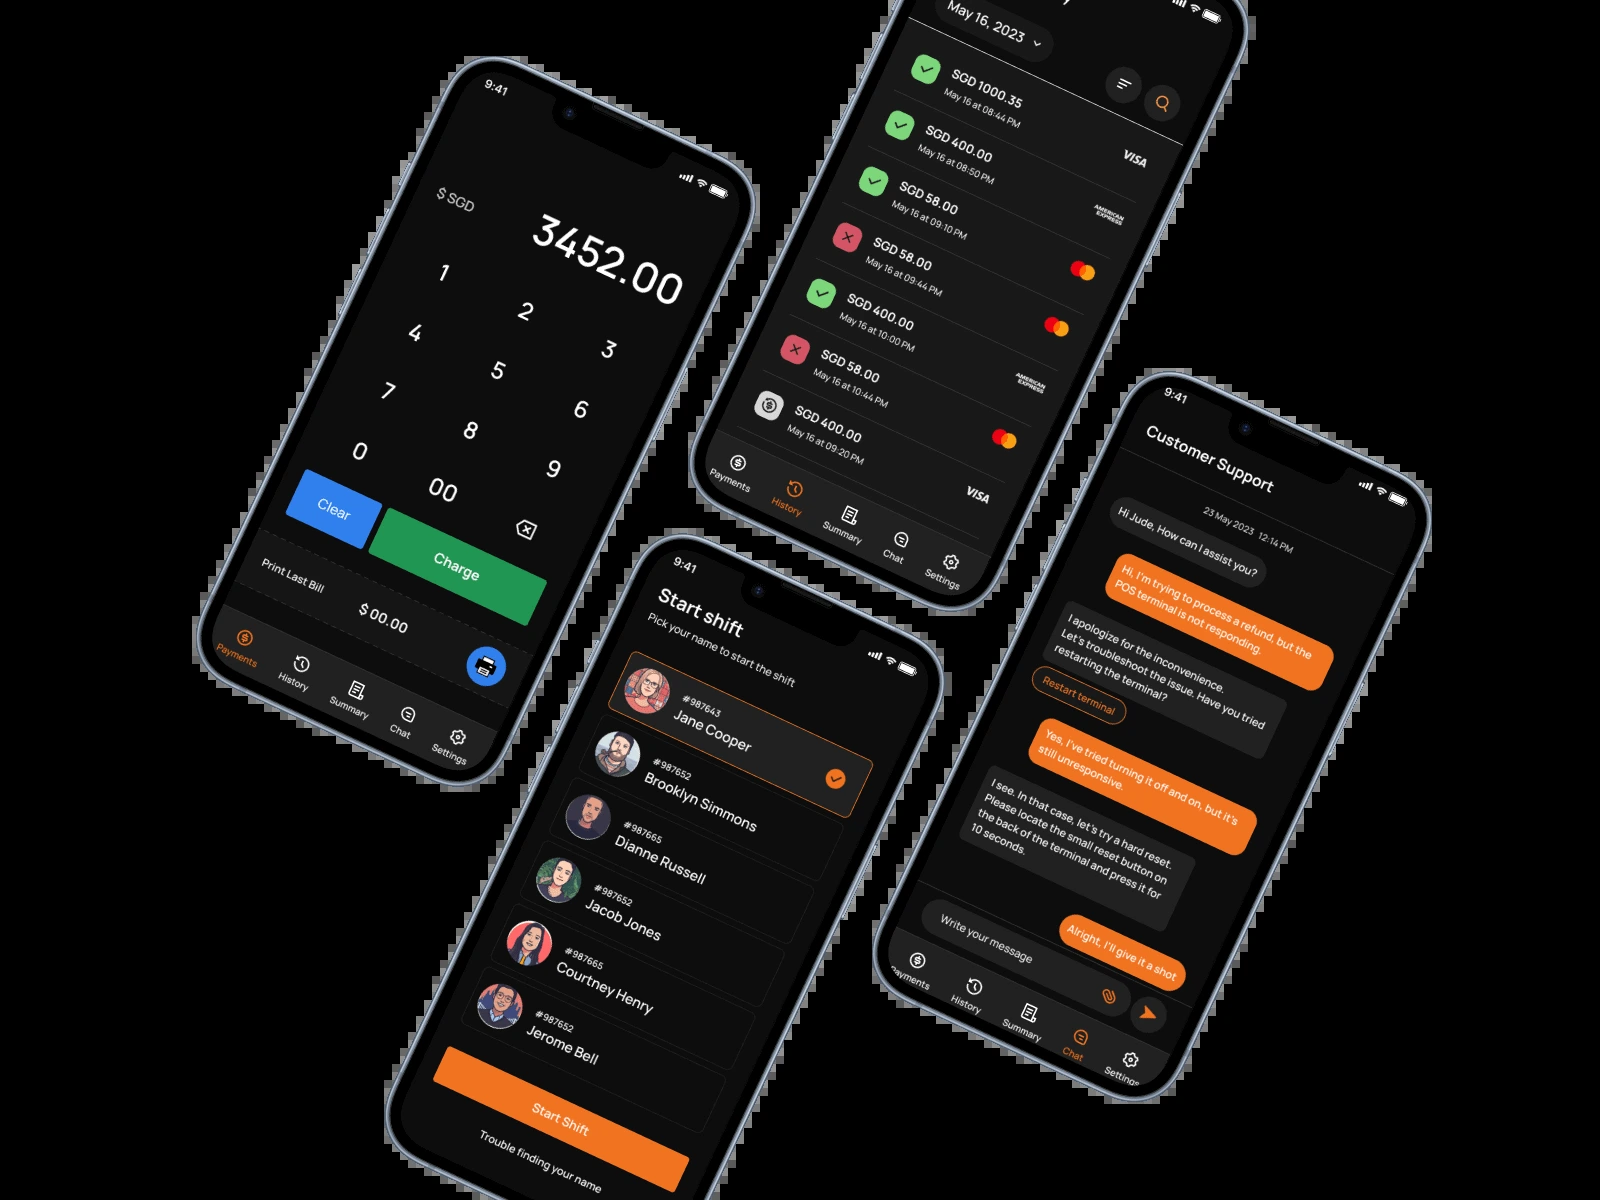 9:41
$ SGD
3452.00
1
2
3
4
5
6
7
8
9
0
00
Clear
Charge
Print Last Bill
$ 00.00
Payments
History
Summary
Chat
Settings
May 16, 2023
SGD 1000.35
May 16 at 08:44 PM
VISA
SGD 400.00
May 16 at 08:50 PM
AMERICAN
EXPRESS
SGD 58.00
May 16 at 09:10 PM
SGD 58.00
May 16 at 09:44 PM
SGD 400.00
May 16 at 10:00 PM
AMERICAN
EXPRESS
SGD 58.00
May 16 at 10:44 PM
SGD 400.00
May 16 at 09:20 PM
VISA
Payments
History
Summary
Chat
Settings
9:41
Start shift
Pick your name to start the shift
#987643
Jane Cooper
#987652
Brooklyn Simmons
#987665
Dianne Russell
#987652
Jacob Jones
#987665
Courtney Henry
#987652
Jerome Bell
Start Shift
Trouble finding your name
9:41
Customer Support
23 May 2023 12:14 PM
Hi Jude, How can I assist you?
Hi, I'm trying to process a refund, but the
POS terminal is not responding.
I apologize for the inconvenience.
Let's troubleshoot the issue. Have you tried
restarting the terminal?
Restart terminal
Yes, I've tried turning it off and on, but it's
still unresponsive.
I see. In that case, let's try a hard reset.
Please locate the small reset button on
the back of the terminal and press it for
10 seconds.
Alright, I'll give it a shot
Write your message
Payments
History
Summary
Chat
Settings